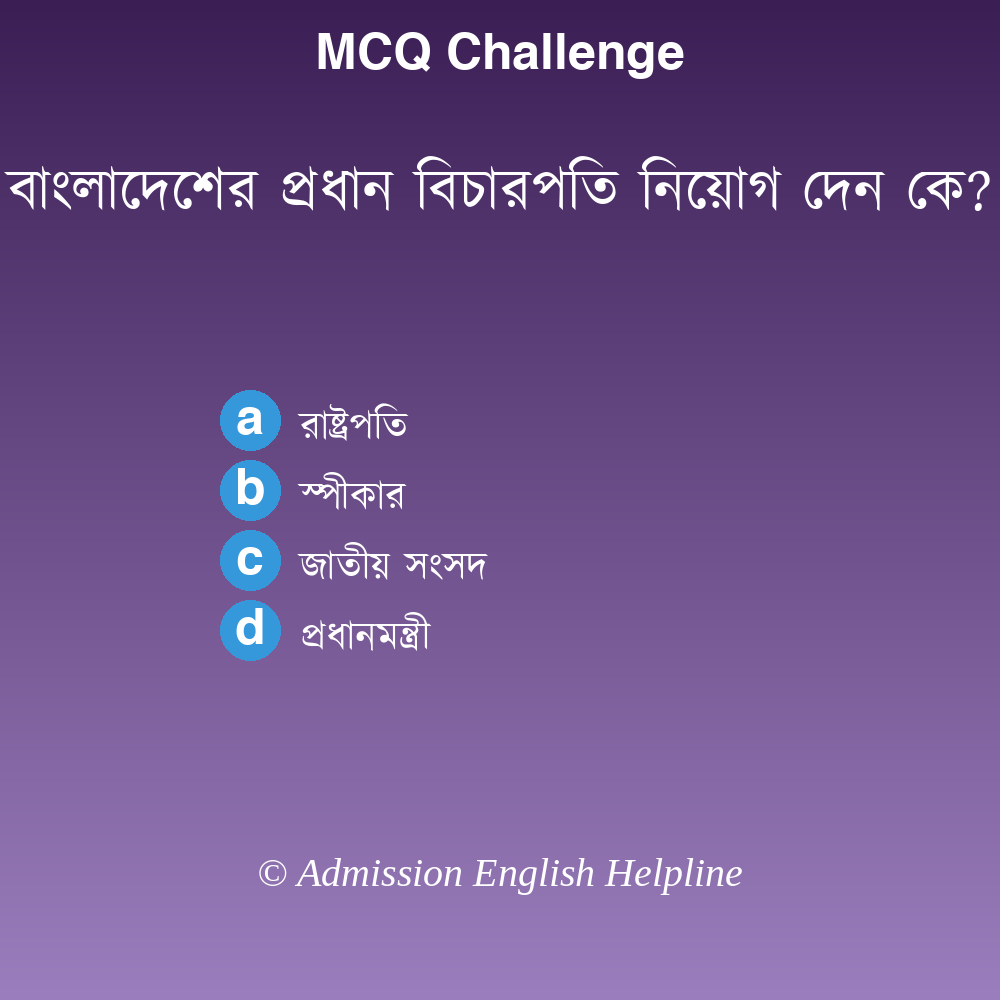 MCQ Challenge
বাংলাদেশের প্রধান বিচারপতি নিয়োগ দেন কে?
a রাষ্ট্রপতি
b স্পীকার
c জাতীয় সংসদ
d প্রধানমন্ত্রী
© Admission English Helpline